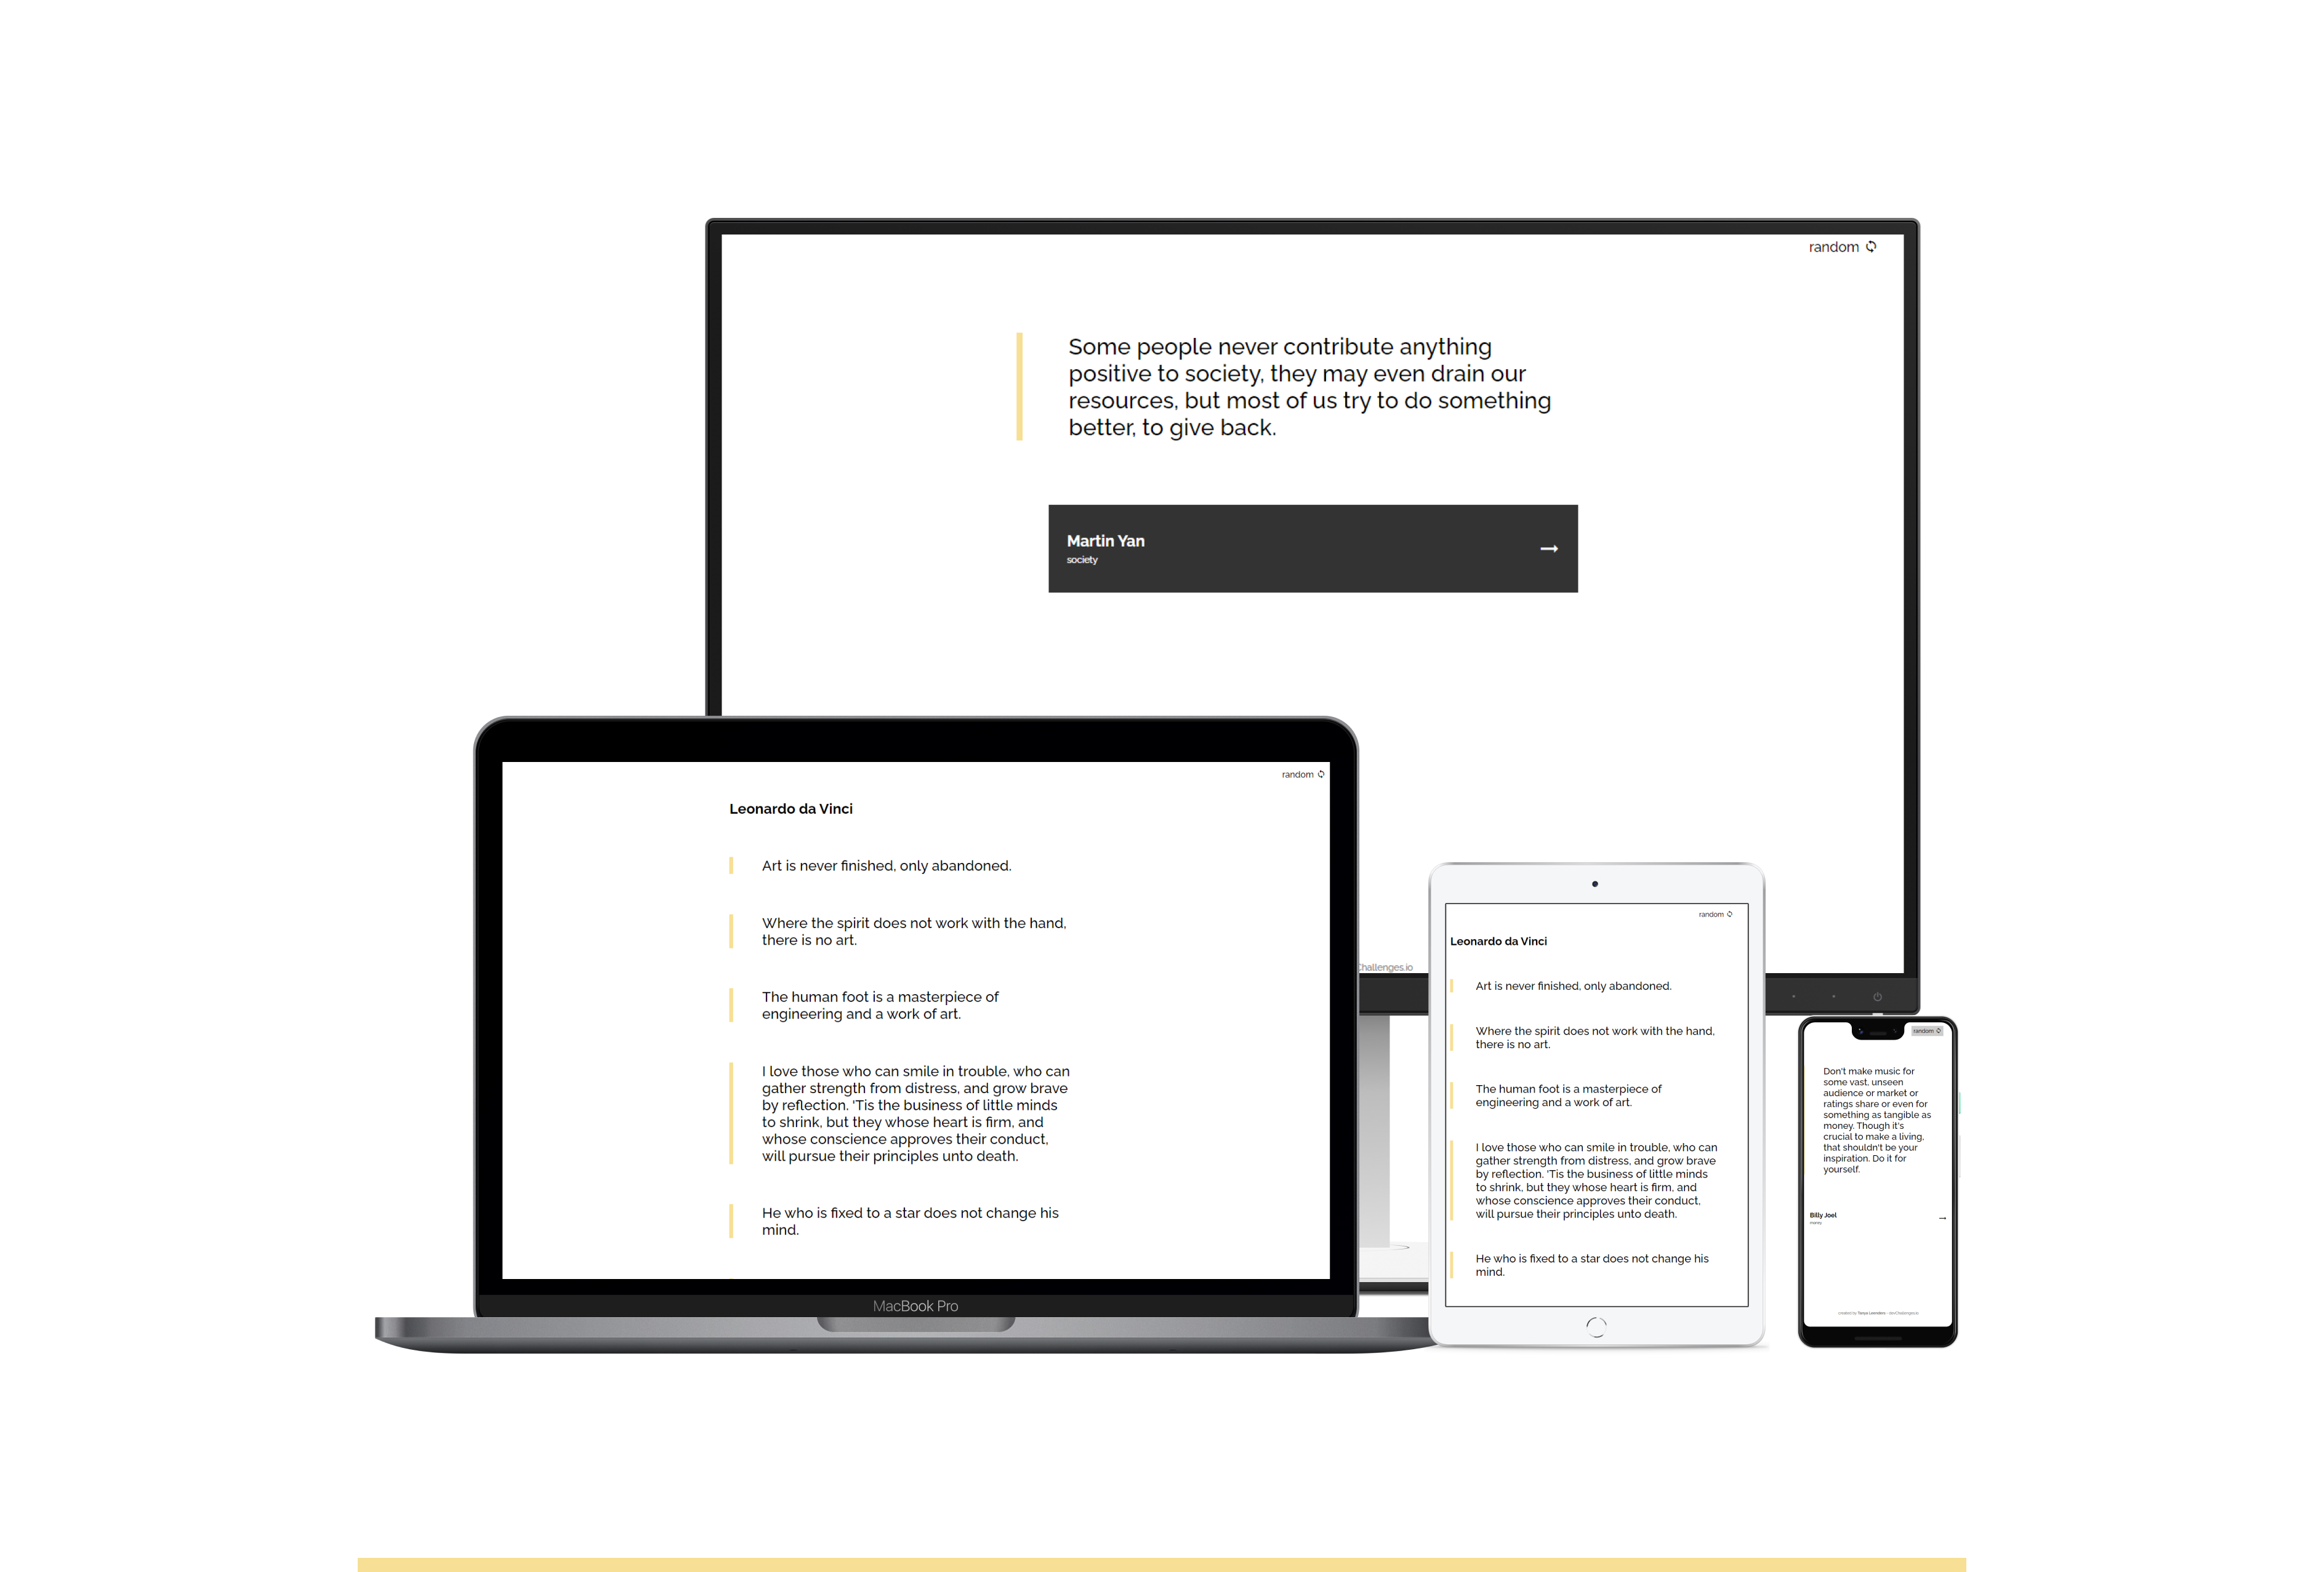 random
Some people never contribute anything
positive to society, they may even drain our
resources, but most of us try to do something
better, to give back.
Martin Yan
society
Challenges.io
random
Leonardo da Vinci
Art is never finished, only abandoned.
Where the spirit does not work with the hand,
there is no art.
The human foot is a masterpiece of
engineering and a work of art.
I love those who can smile in trouble, who can
gather strength from distress, and grow brave
by reflection. 'Tis the business of little minds
to shrink, but they whose heart is firm, and
whose conscience approves their conduct,
will pursue their principles unto death.
He who is fixed to a star does not change his
mind.
MacBook Pro
random
Leonardo da Vinci
Art is never finished, only abandoned.
Where the spirit does not work with the hand,
there is no art.
The human foot is a masterpiece of
engineering and a work of art.
I love those who can smile in trouble, who can
gather strength from distress, and grow brave
by reflection. 'Tis the business of little minds
to shrink, but they whose heart is firm, and
whose conscience approves their conduct,
will pursue their principles unto death.
He who is fixed to a star does not change his
mind.
random
Don't make music for
some vast, unseen
audience or market or
ratings share or even for
something as tangible as
money. Though it's
crucial to make a living,
that shouldn't be your
inspiration. Do it for
yourself.
Billy Joel
money
created by Tanya Leenders - devChallenges.io